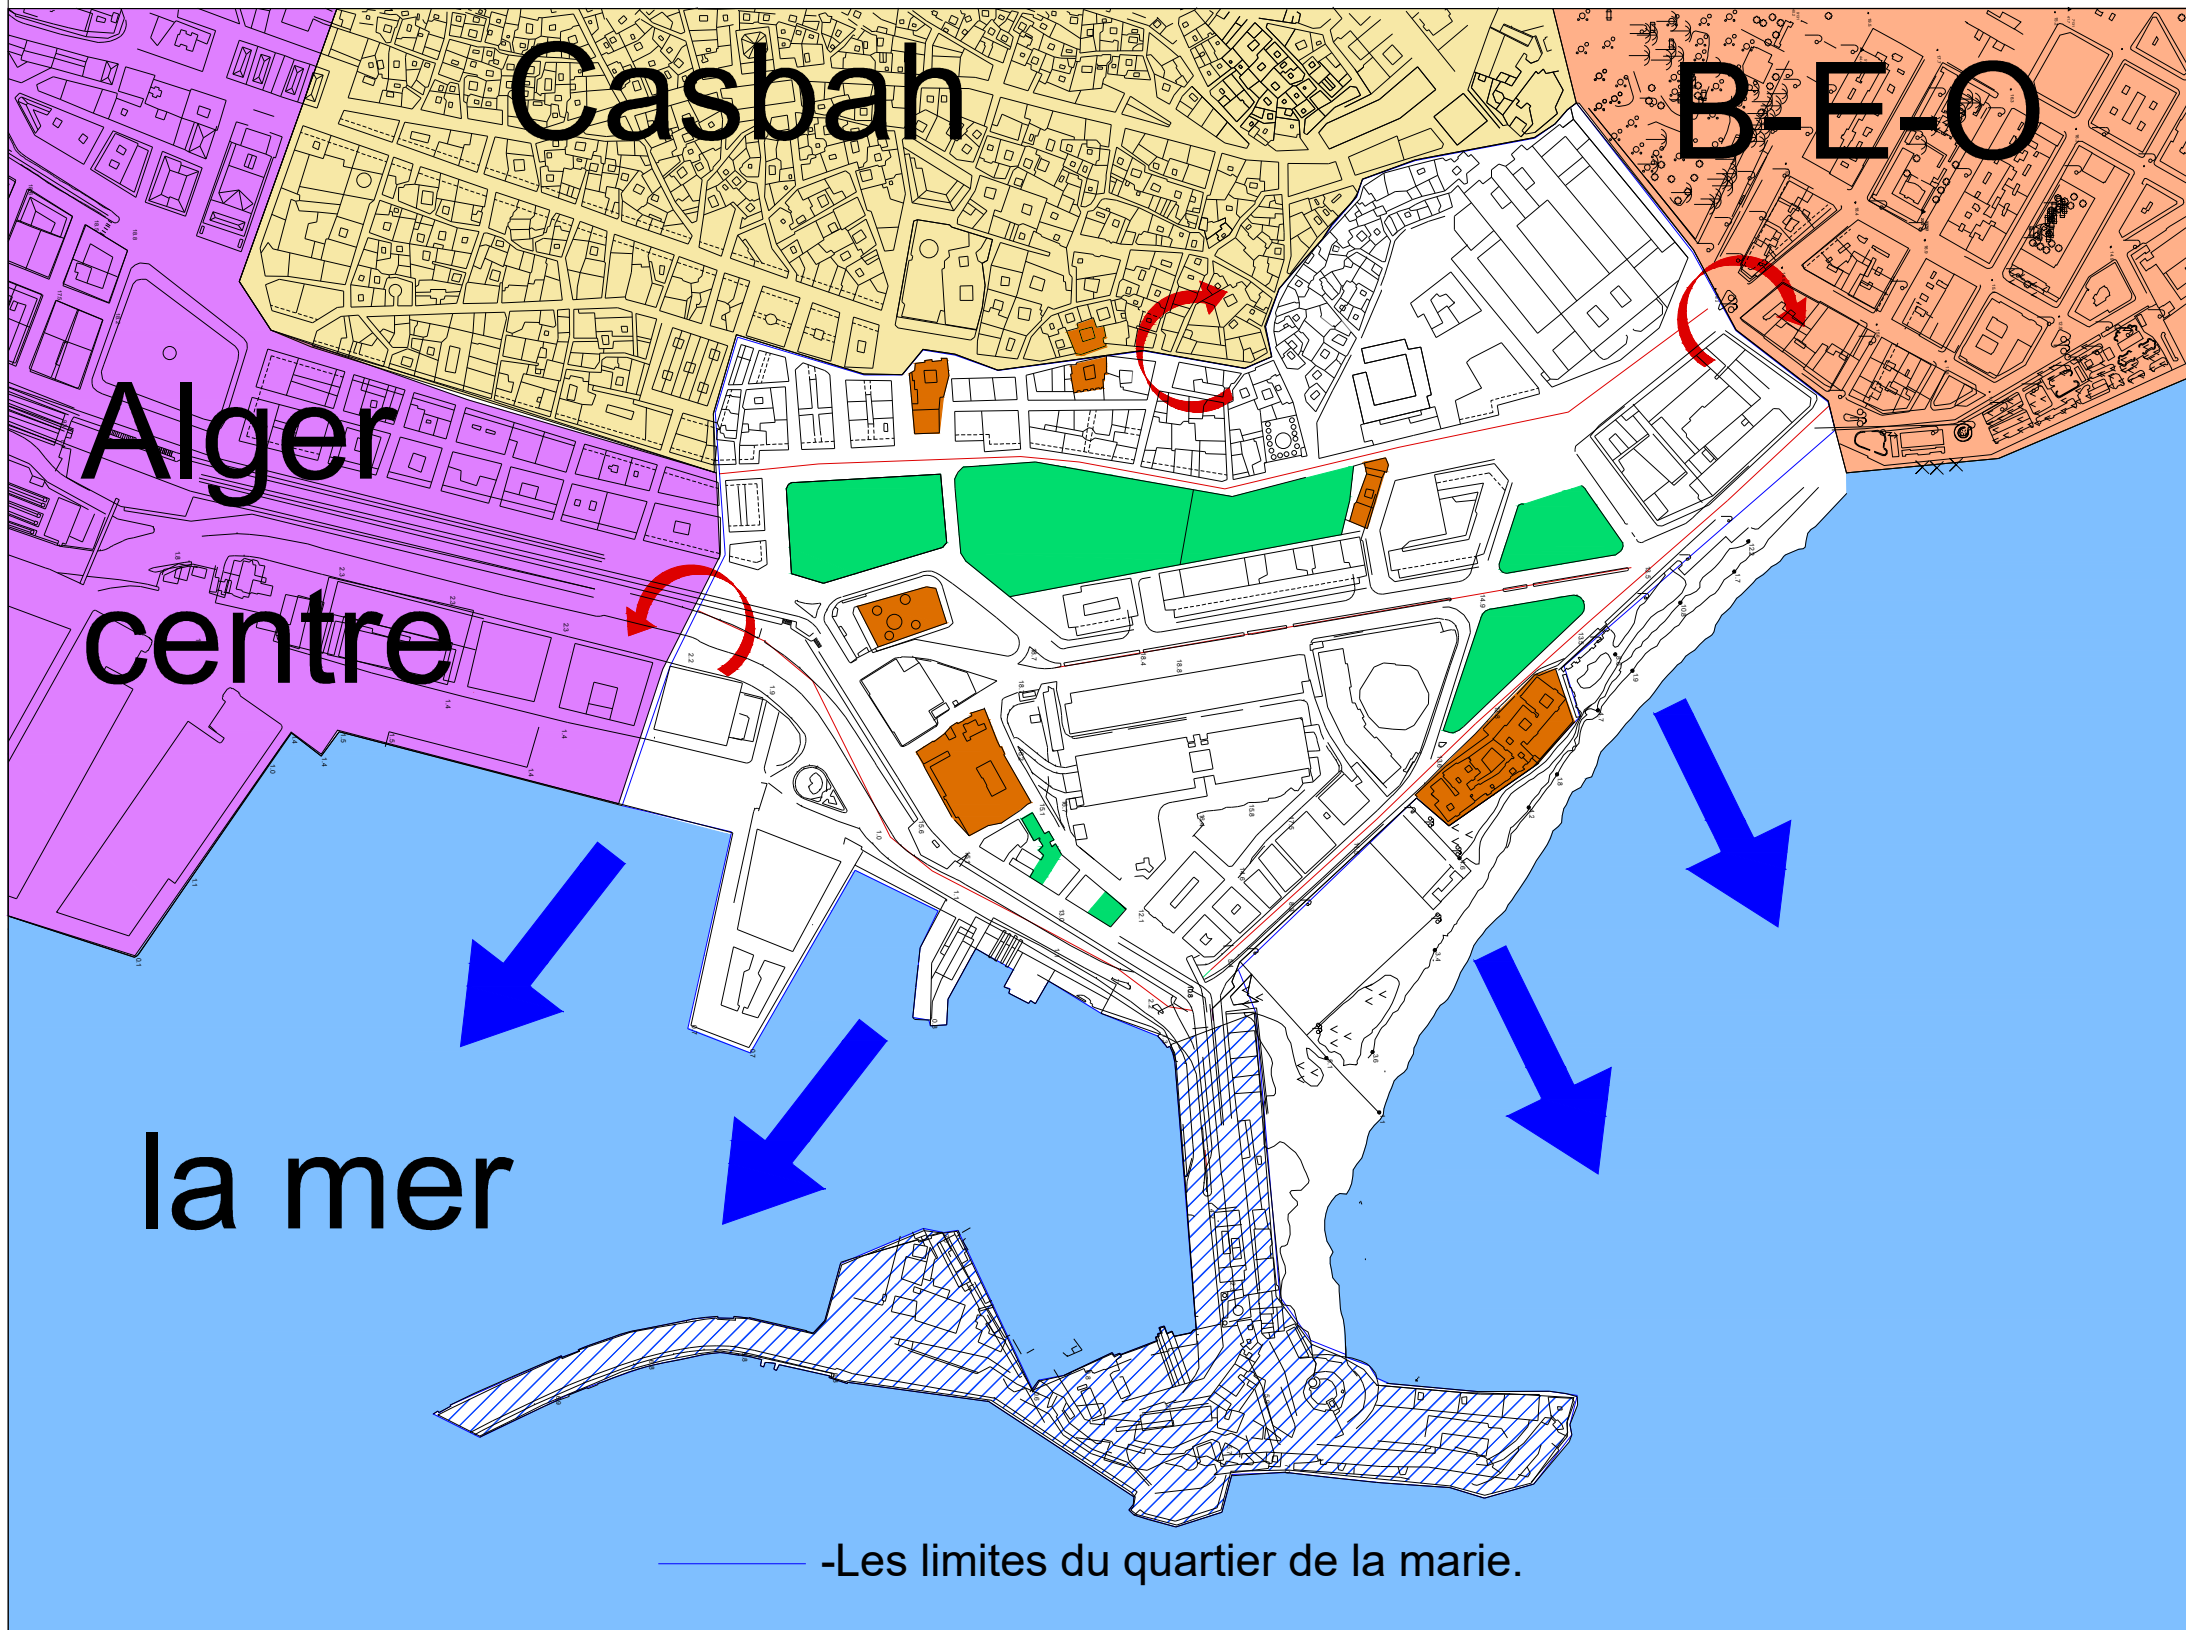 Casbah
B-E-O
Alger
centre
la mer
-Les limites du quartier de la marie.